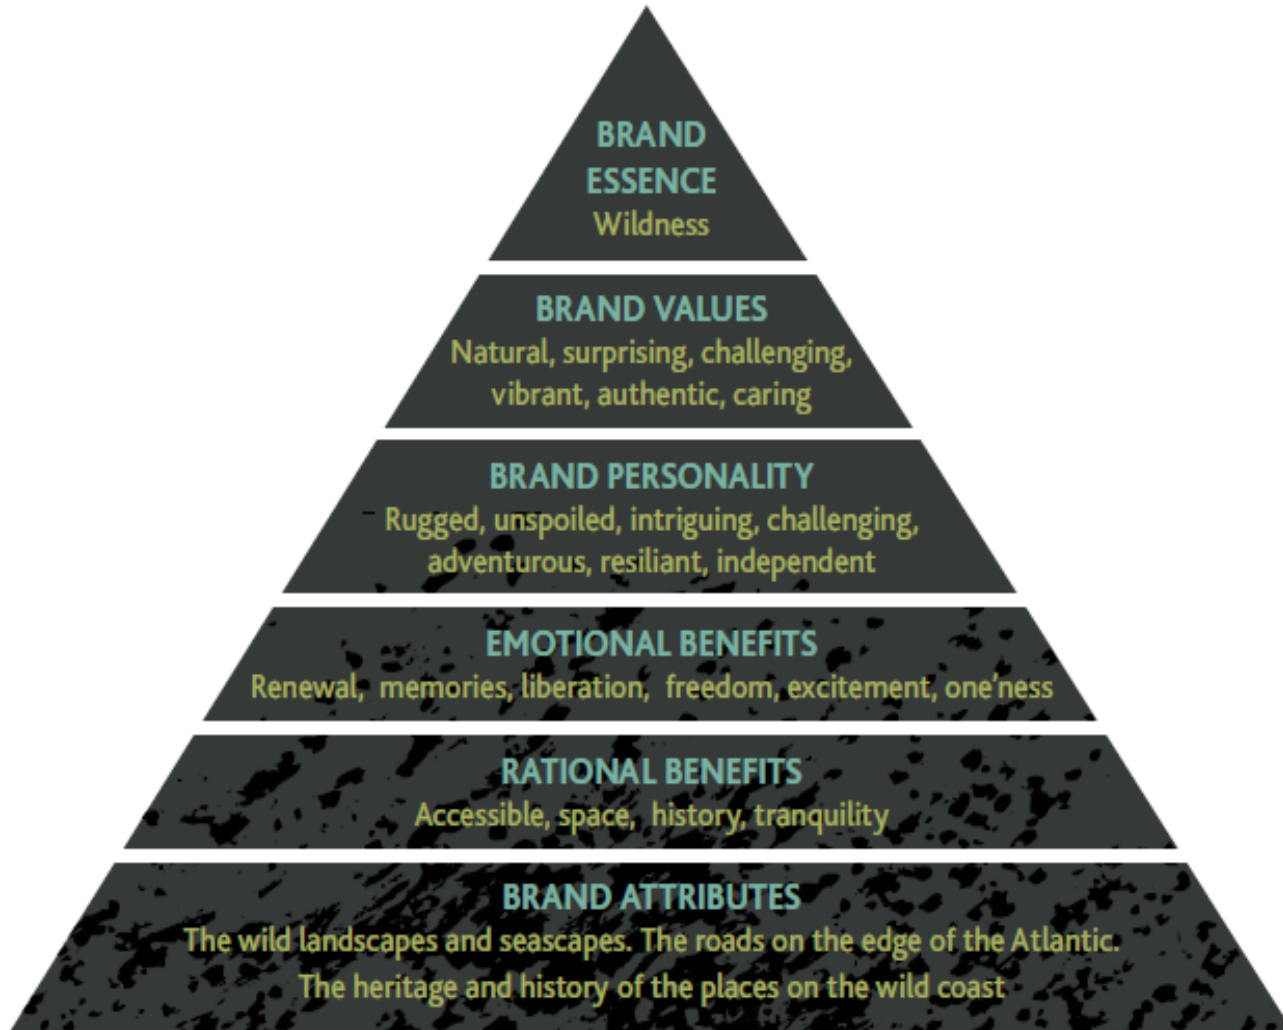 BRAND
ESSENCE
Wildness
BRAND VALUES
Natural, surprising, challenging,
vibrant, authentic, caring
BRAND PERSONALITY
Rugged, unspoiled, intriguing, challenging,
adventurous, resiliant, independent
EMOTIONAL BENEFITS
Renewal, memories, liberation, freedom, excitement, one'ness
RATIONAL BENEFITS
Accessible, space, history, tranquility
BRAND ATTRIBUTES
The wild landscapes and seascapes. The roads on the edge of the Atlantic.
The heritage and history of the places on the wild coast